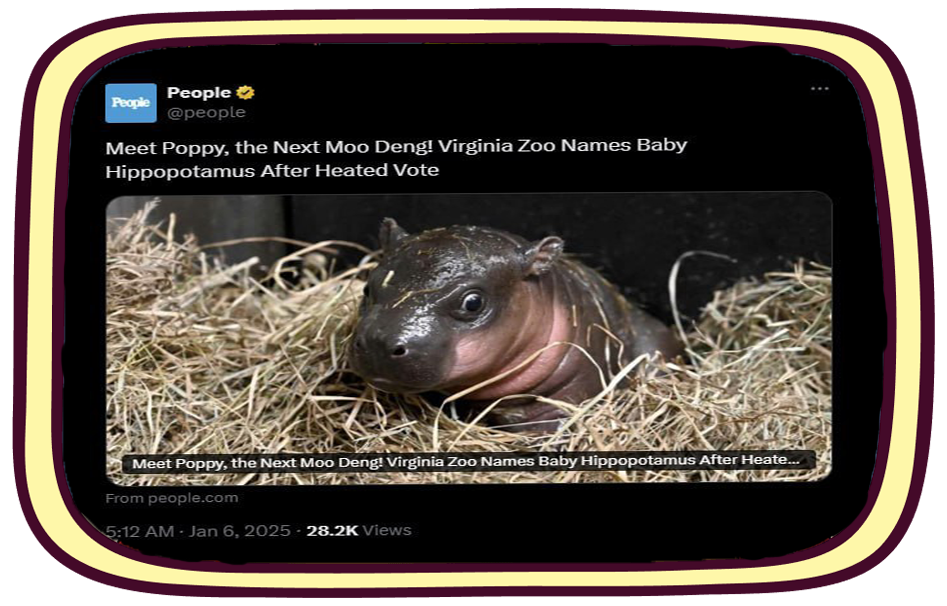 People
People
@people
Meet Poppy, the Next Moo Deng! Virginia Zoo Names Baby
Hippopotamus After Heated Vote
Meet Poppy, the Next Moo Deng! Virginia Zoo Names Baby Hippopotamus After Heate...
From people.com
5:12 AM · Jan 6, 2025 · 28.2K Views